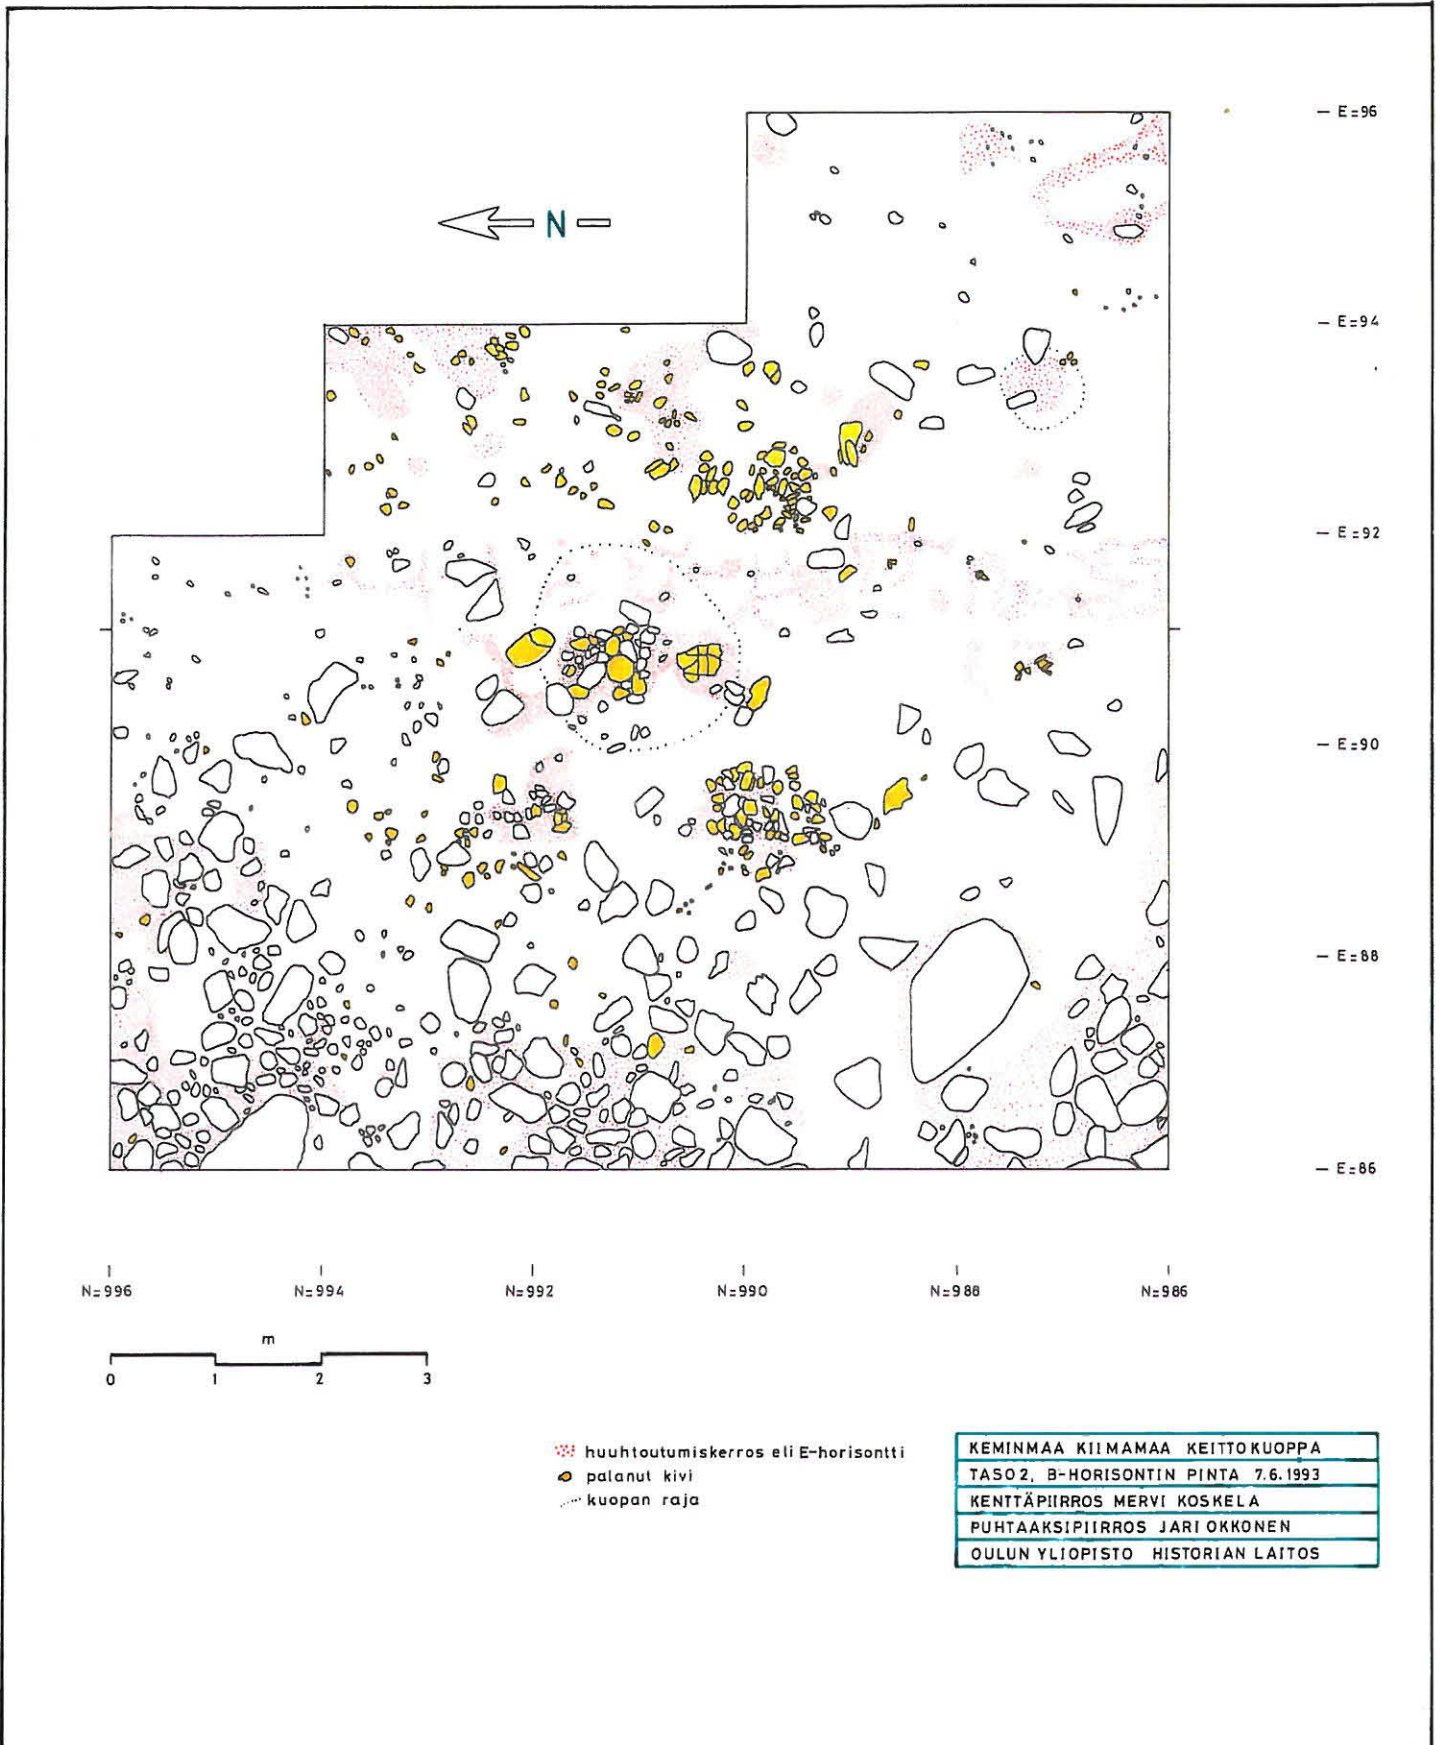 E=96
N
E=94
E=92
E=90
E=88
E=86
N=996 N=994 N=992 N=990 N=988 N=986
m
0 1 2 3
huuhtoutumiskerros eli E-horisontti
palanut kivi
kuopan raja
KEMINMAA KIIMAMAA KEITTOKUOPPA
TASO 2, B-HORISONTIN PINTA 7.6.1993
KENTTÄPIIRROS MERVI KOSKELA
PUHTAAKSIPIIRROS JARI OKKONEN
OULUN YLIOPISTO HISTORIAN LAITOS